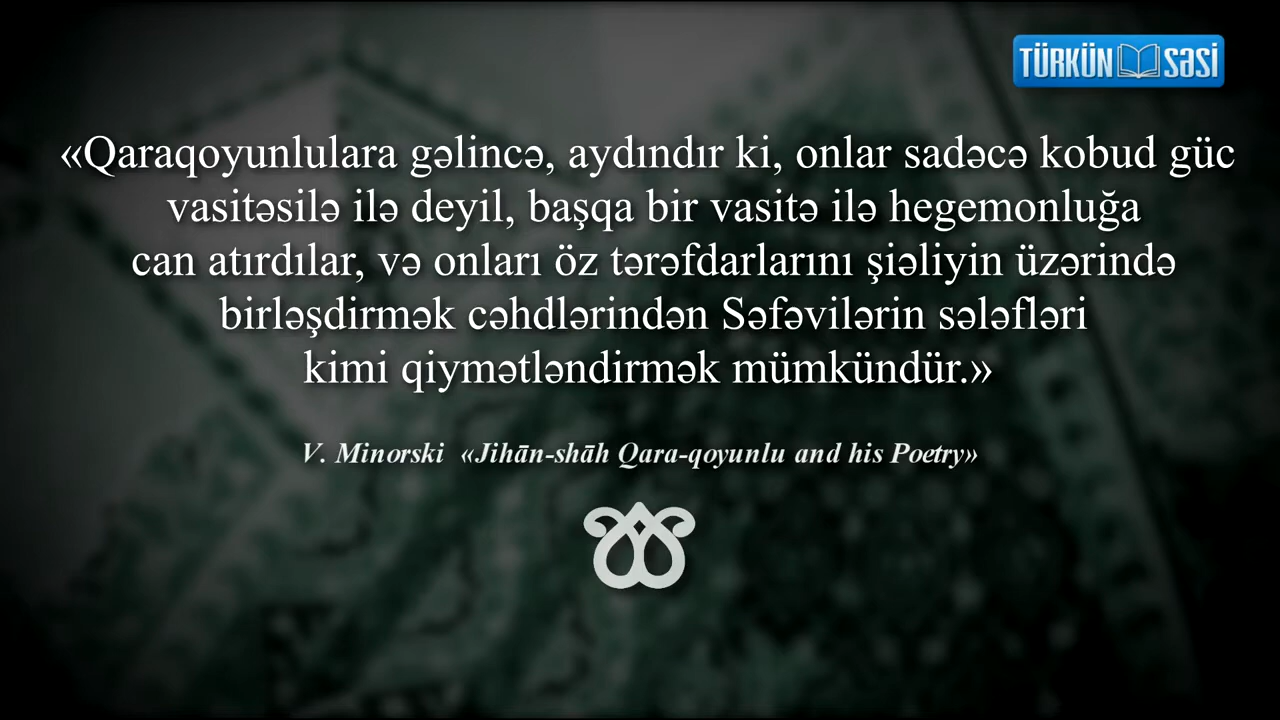 TÜRKÜN SƏSİ
«Qaraqoyunlulara gəlincə, aydındır ki, onlar sadəcə kobud güc
vasitəsilə ilə deyil, başqa bir vasitə ilə hegemonluğa
can atırdılar, və onları öz tərəfdarlarını şiəliyin üzərində
birləşdirmək cəhdlərindən Səfəvilərin sələfləri
kimi qiymətləndirmək mümkündür.»
V. Minorski «Jihān-shāh Qara-qoyunlu and his Poetry»